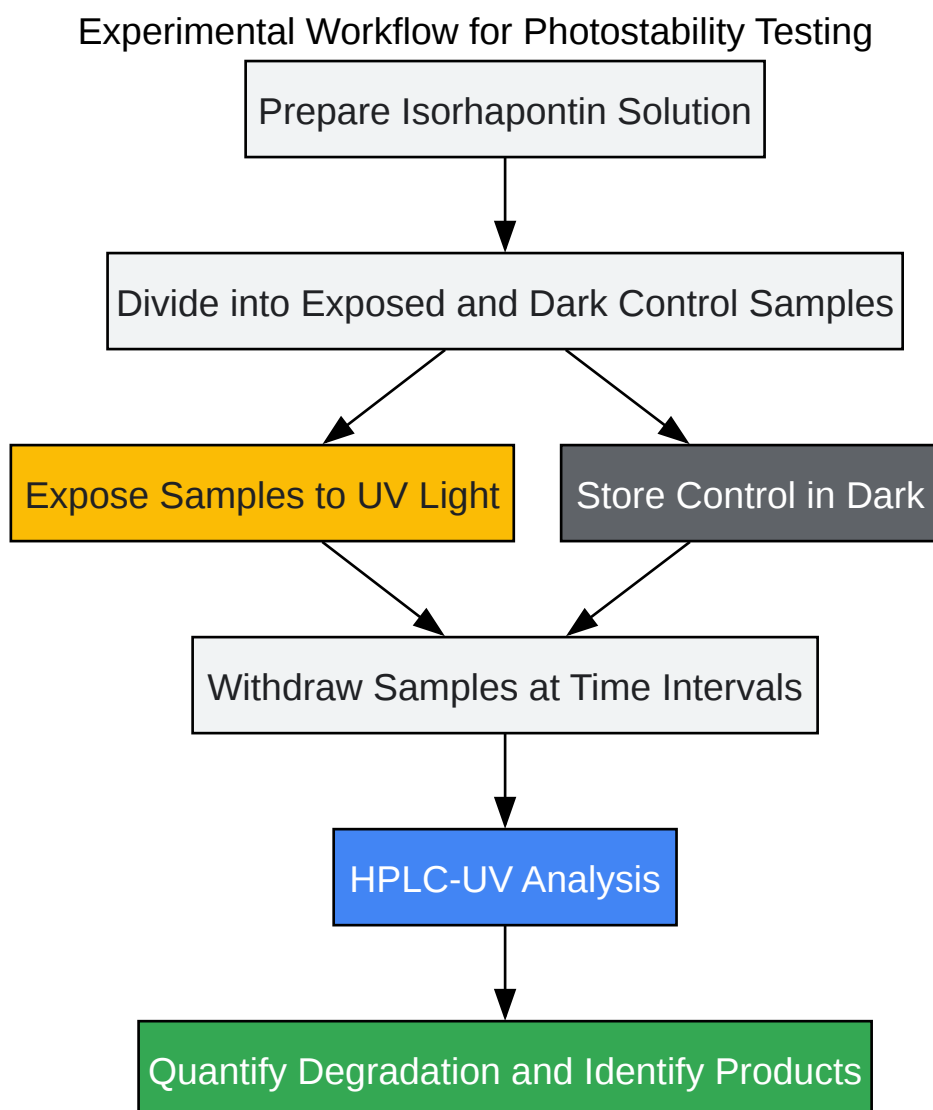 Experimental Workflow for Photostability Testing
Prepare Isorhapontin Solution
Divide into Exposed and Dark Control Samples
Expose Samples to UV Light
Store Control in Dark
Withdraw Samples at Time Intervals
HPLC-UV Analysis
Quantify Degradation and Identify Products